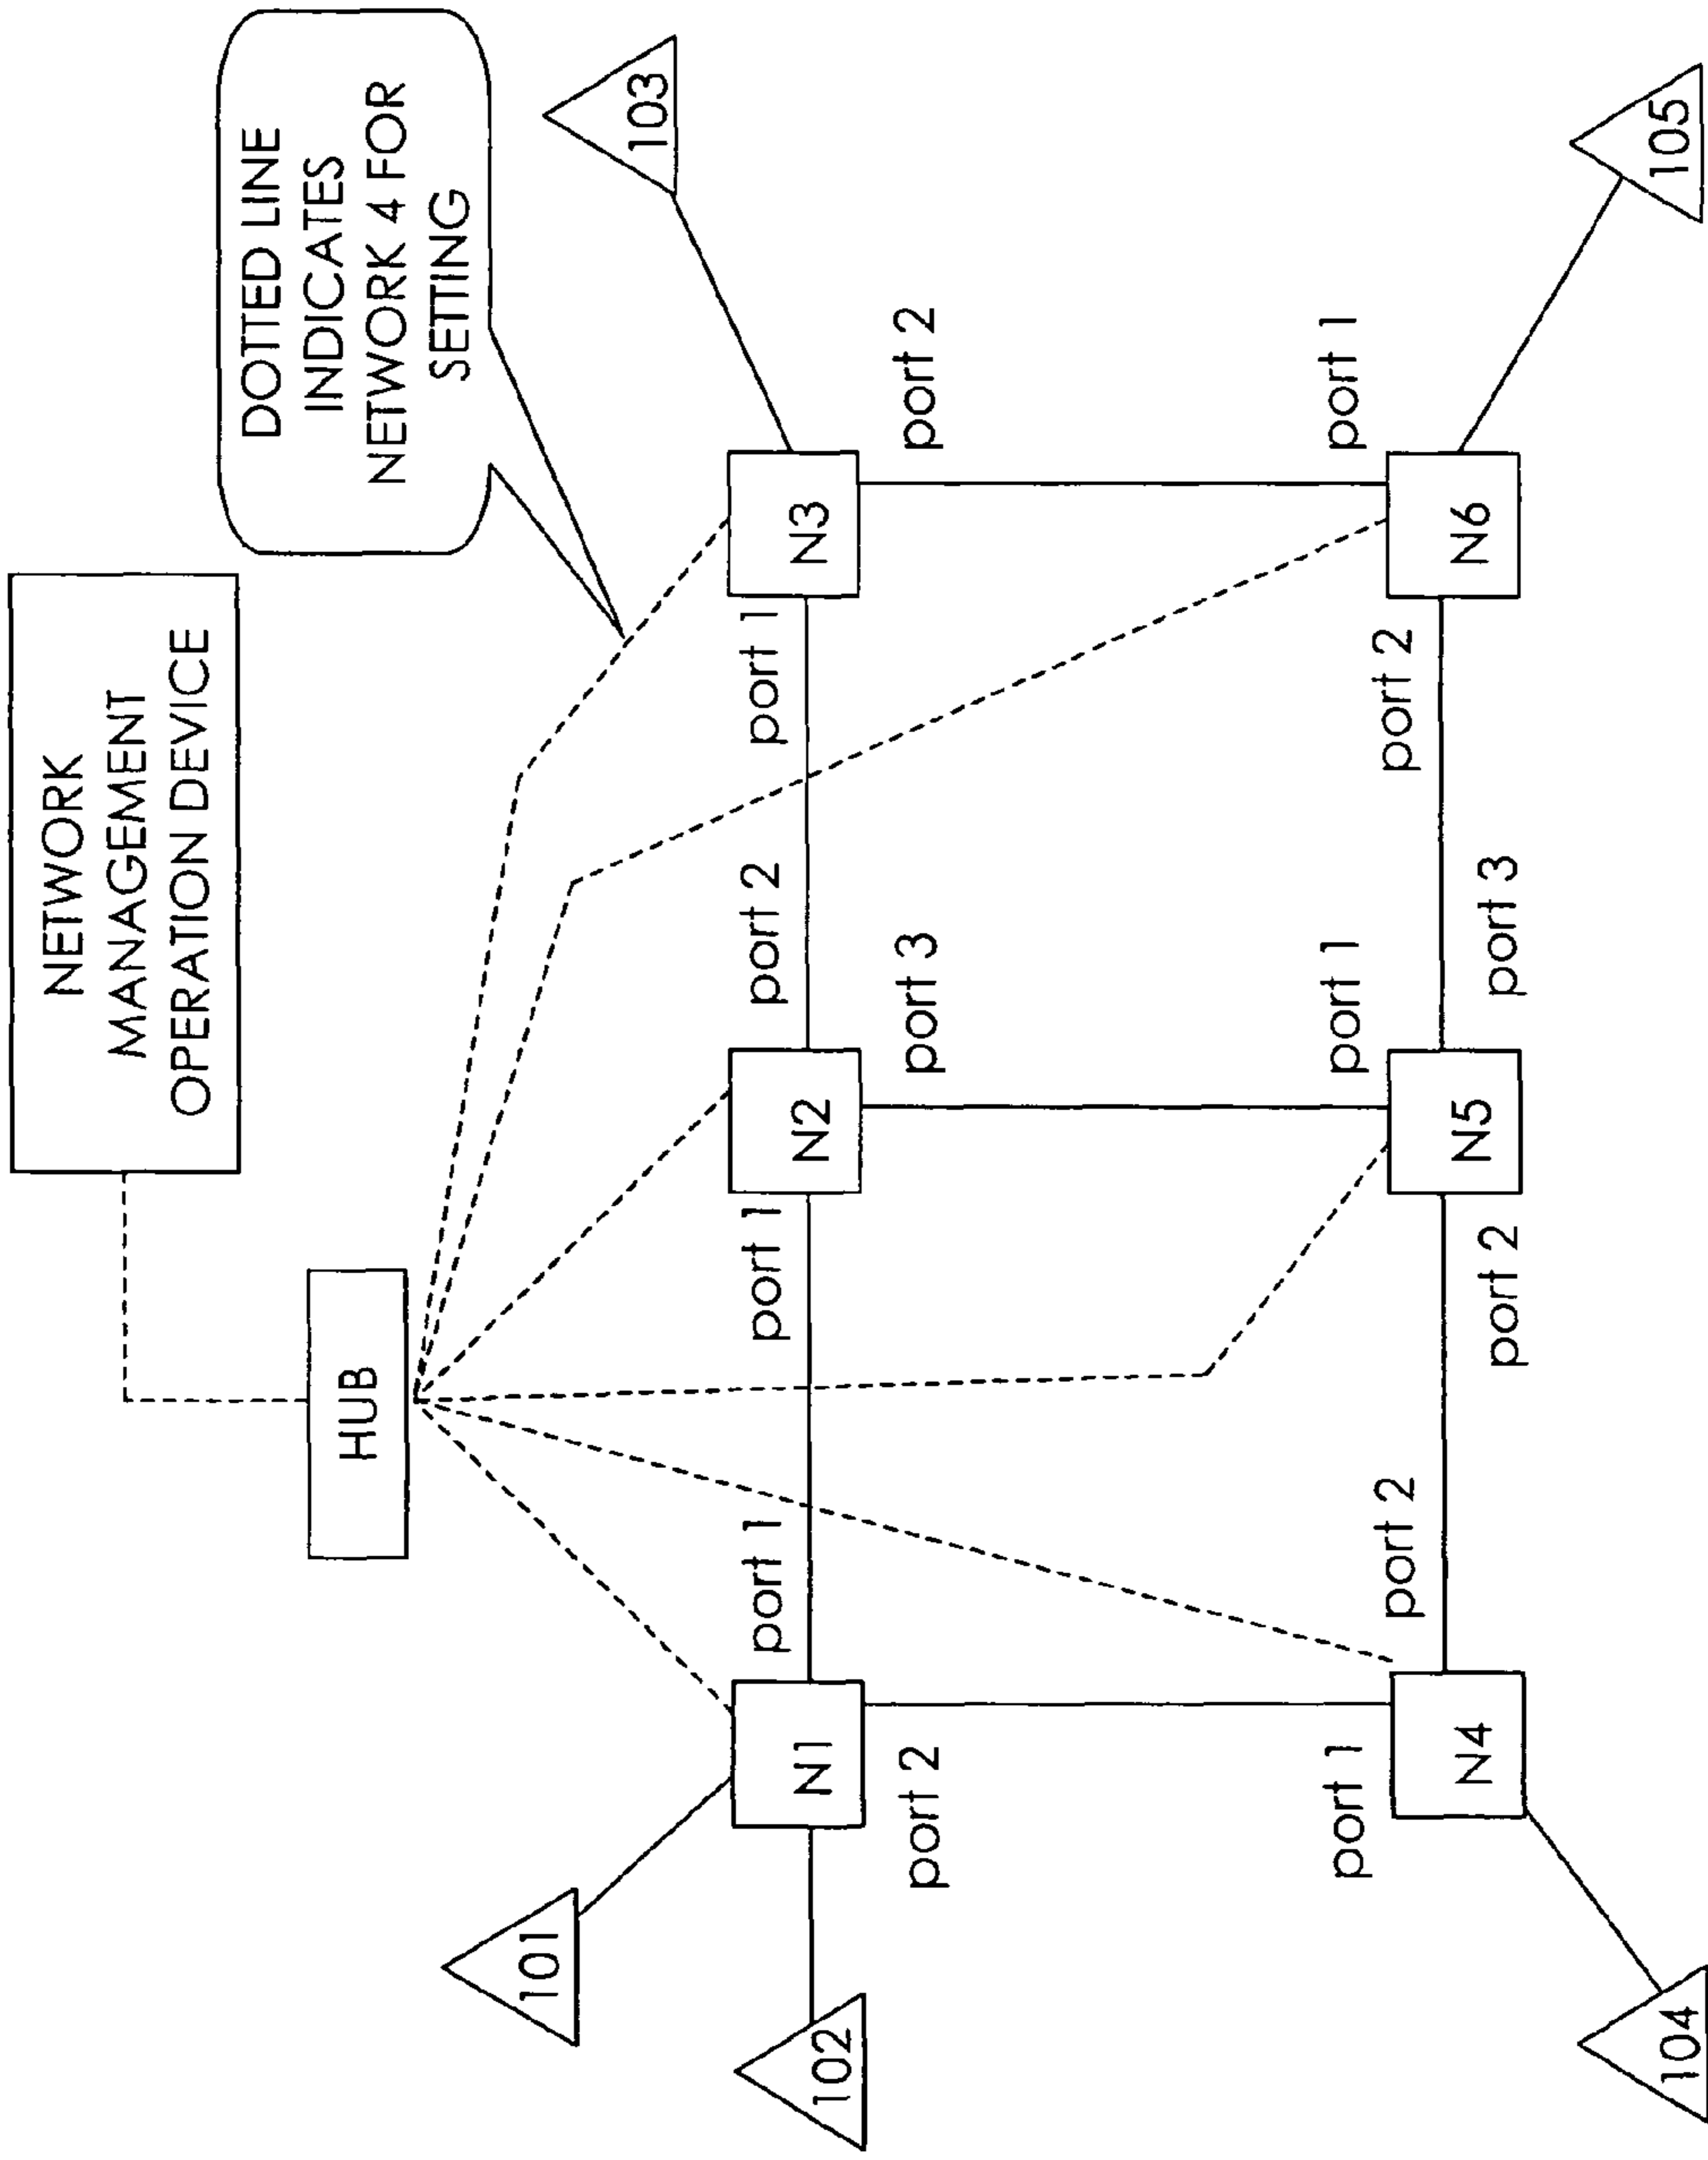 NETWORK
MANAGEMENT
OPERATION DEVICE
DOTTED LINE
INDICATES
NETWORK 4 FOR
SETTING
HUB
101
103
port 1
port 1
port 2
port 1
102
N1
N2
N3
port 2
port 3
port 2
port 1
port 1
port 1
port 2
port 2
N4
N5
N6
port 2
port 3
104
105